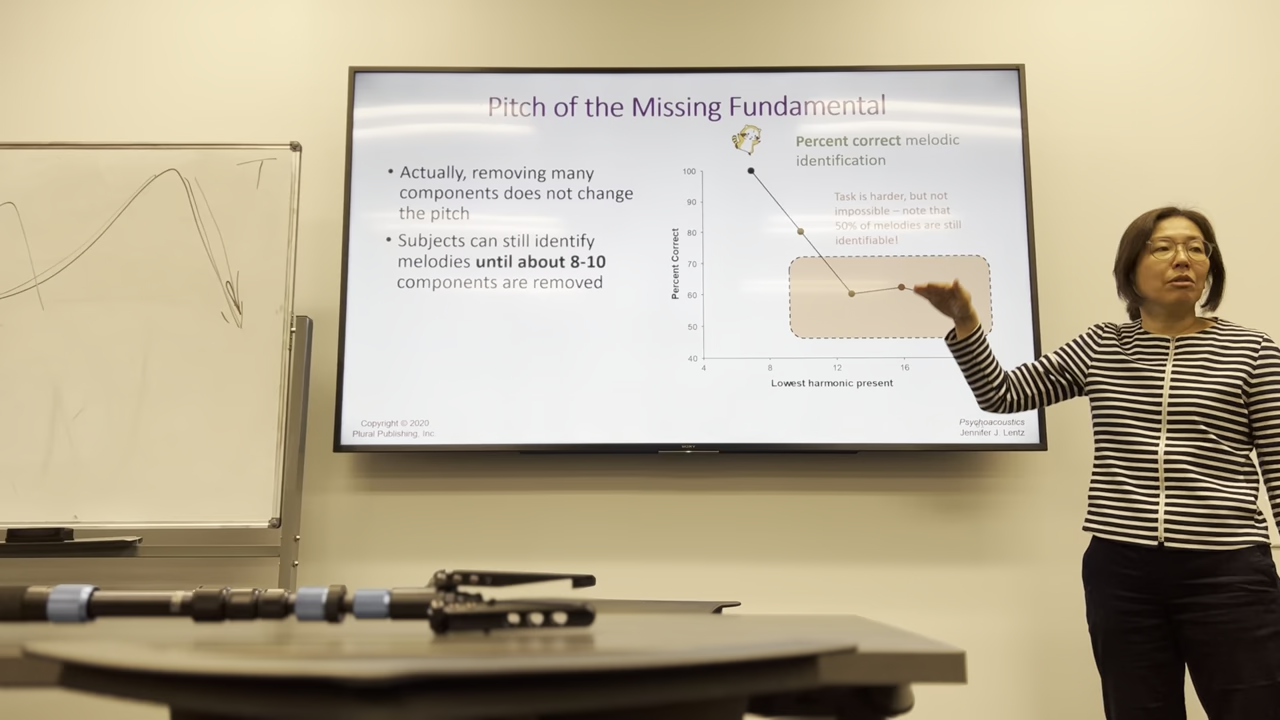 T
Pitch of the Missing Fundamental
• Actually, removing many
components does not change
the pitch
• Subjects can still identify
melodies until about 8-10
components are removed
Percent correct melodic
identification
Task is harder, but not
impossible – note that
50% of melodies are still
identifiable!
Percent Correct
100
90
80
70
60
50
40
4 8 12 16
Lowest harmonic present
Copyright © 2020
Plural Publishing, Inc.
Psychoacoustics
Jennifer J. Lentz
SONY